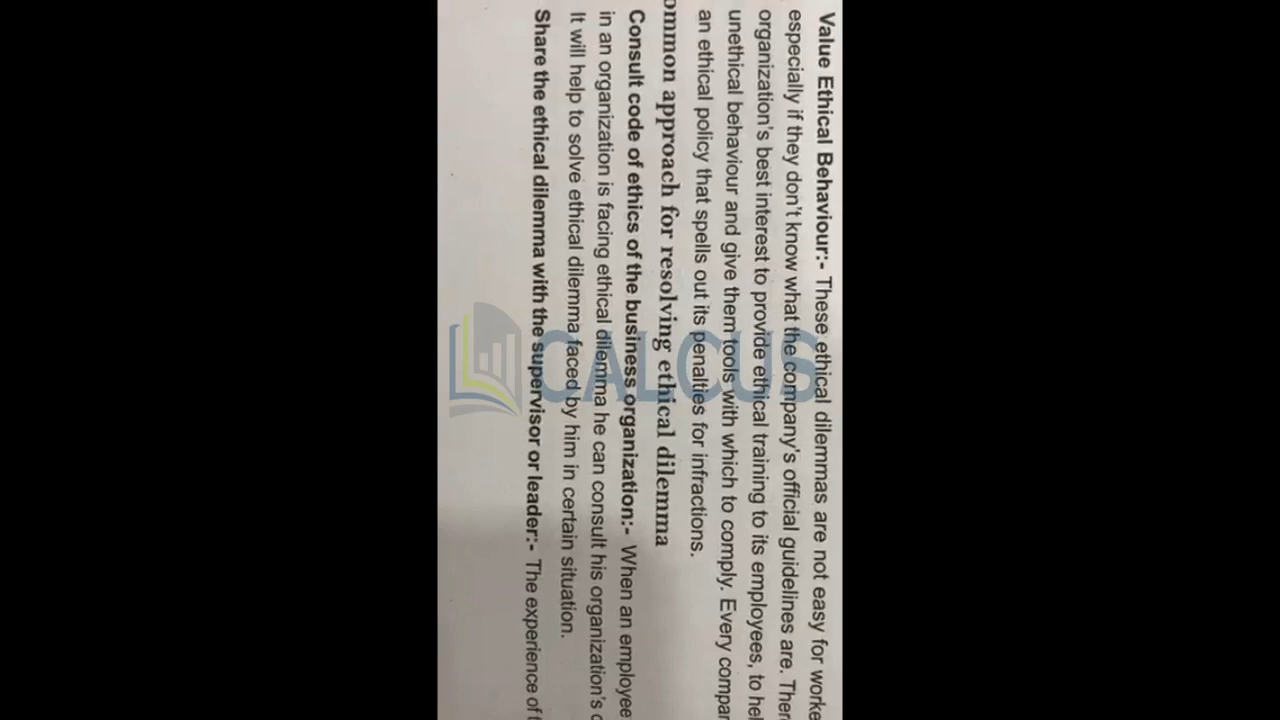 Value Ethical Behaviour:- These ethical dilemmas are not easy for
especially if they don't know what the company's official guidelines are.
organization's best interest to provide ethical training to its employees, to
unethical behaviour and give them tools with which to comply. Every
an ethical policy that spells out its penalties for infractions.
ommon approach for resolving ethical dilemma
Consult code of ethics of the business organization:- When an employee
in an organization is facing ethical dilemma he can consult his organization's
It will help to solve ethical dilemma faced by him in certain situation.
Share the ethical dilemma with the supervisor or leader:- The experience of
CALCUS